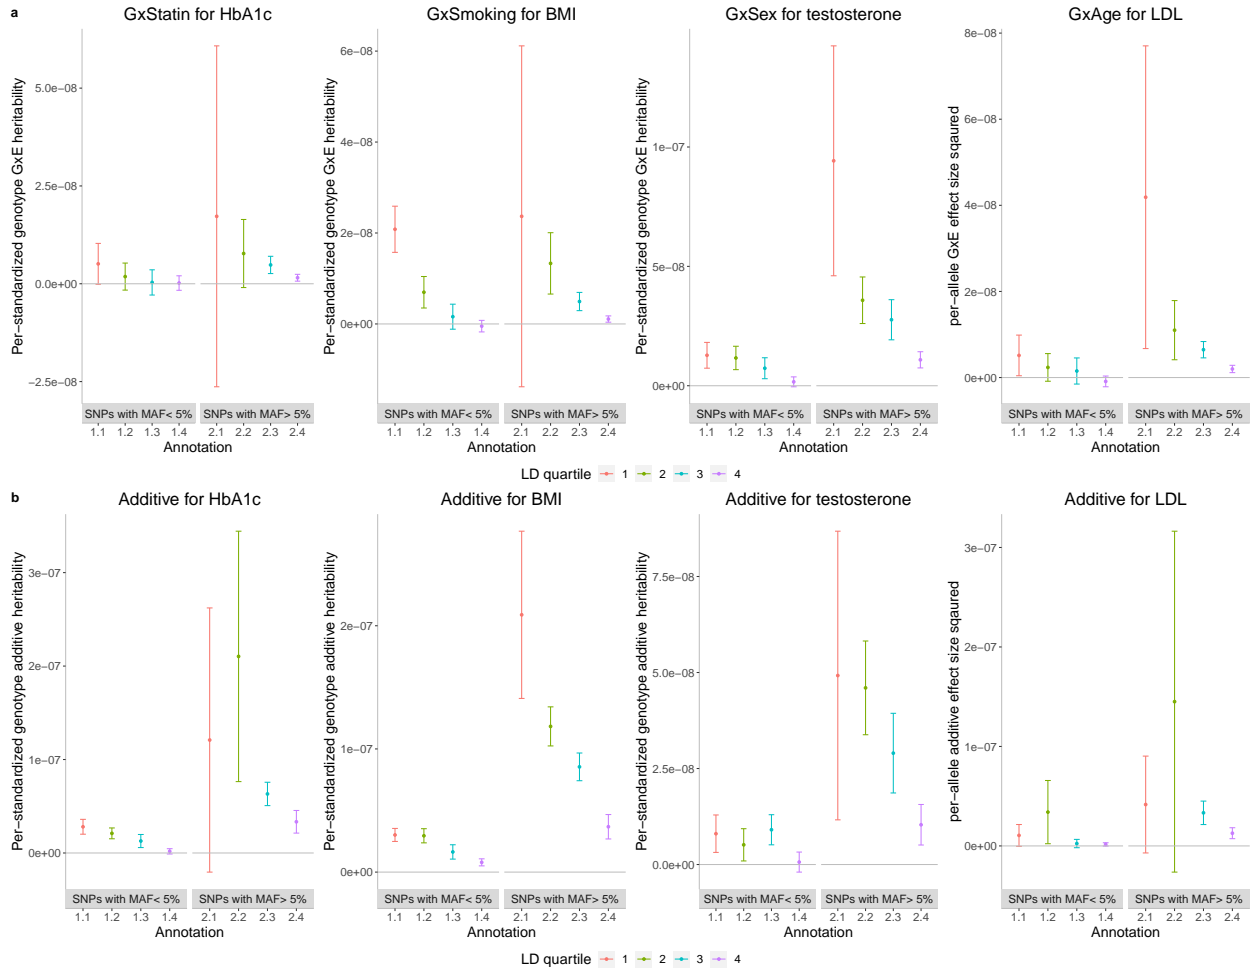 a
GxStatin for HbA1c
GxSmoking for BMI
GxSex for testosterone
GxAge for LDL
Per-standardized genotype GxE heritability
5.0e−08
2.5e−08
0.0e+00
−2.5e−08
SNPs with MAF< 5%
SNPs with MAF> 5%
1.1 1.2 1.3 1.4 2.1 2.2 2.3 2.4
Annotation
Per-standardized genotype GxE heritability
6e−08
4e−08
2e−08
0e+00
SNPs with MAF< 5%
SNPs with MAF> 5%
1.1 1.2 1.3 1.4 2.1 2.2 2.3 2.4
Annotation
Per-standardized genotype GxE heritability
1e−07
5e−08
0e+00
SNPs with MAF< 5%
SNPs with MAF> 5%
1.1 1.2 1.3 1.4 2.1 2.2 2.3 2.4
Annotation
per−allele GxE effect size sqaured
8e−08
6e−08
4e−08
2e−08
0e+00
SNPs with MAF< 5%
SNPs with MAF> 5%
1.1 1.2 1.3 1.4 2.1 2.2 2.3 2.4
Annotation
LD quartile 1 2 3 4
b
Additive for HbA1c
Additive for BMI
Additive for testosterone
Additive for LDL
Per-standardized genotype additive heritability
3e−07
2e−07
1e−07
0e+00
SNPs with MAF< 5%
SNPs with MAF> 5%
1.1 1.2 1.3 1.4 2.1 2.2 2.3 2.4
Annotation
Per-standardized genotype additive heritability
2e−07
1e−07
0e+00
SNPs with MAF< 5%
SNPs with MAF> 5%
1.1 1.2 1.3 1.4 2.1 2.2 2.3 2.4
Annotation
Per-standardized genotype additive heritability
7.5e−08
5.0e−08
2.5e−08
0.0e+00
SNPs with MAF< 5%
SNPs with MAF> 5%
1.1 1.2 1.3 1.4 2.1 2.2 2.3 2.4
Annotation
per−allele additive effect size sqaured
3e−07
2e−07
1e−07
0e+00
SNPs with MAF< 5%
SNPs with MAF> 5%
1.1 1.2 1.3 1.4 2.1 2.2 2.3 2.4
Annotation
LD quartile 1 2 3 4